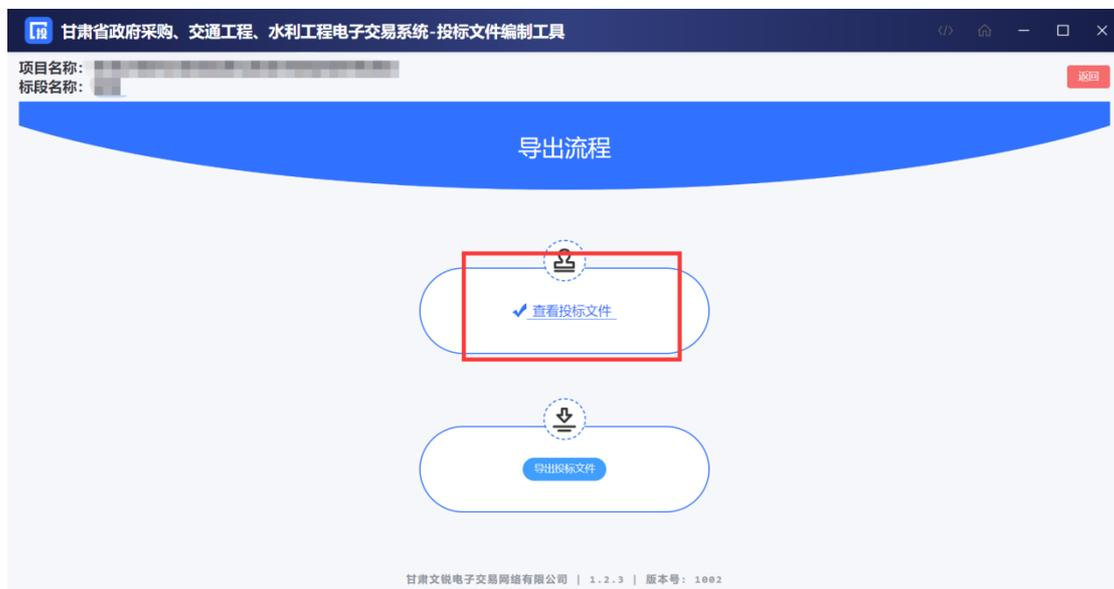 投
甘肃省政府采购、交通工程、水利工程电子交易系统-投标文件编制工具
项目名称：
标段名称：
返回
导出流程
查看投标文件
导出投标文件
甘肃文锐电子交易网络有限公司 | 1.2.3 | 版本号: 1002